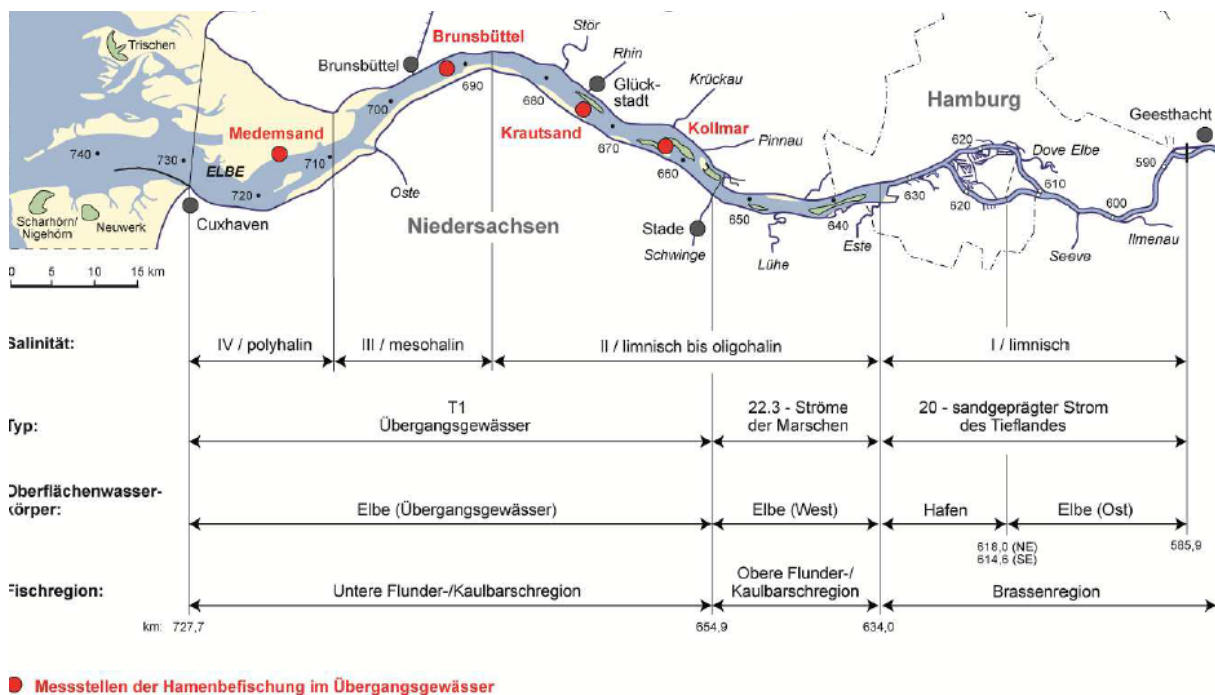 Trischen
Brunsbüttel
Brunsbüttel
Stör
Rhin
Glück-
stadt
Krückau
Hamburg
Geesthacht
Medemsand
Krautsand
Kollmar
Pinnau
Dove Elbe
740
730
720
710
700
690
680
670
660
650
640
630
620
620
610
600
590
ELBE
Oste
Scharhörn/
Nigehörn
Neuwerk
Cuxhaven
Niedersachsen
Stade
Schwinge
Lühe
Este
Seeve
Ilmenau
0 5 10 15 km
Salinität:
IV / polyhalin
III / mesohalin
II / limnisch bis oligohalin
I / limnisch
Typ:
T1
Übergangsgewässer
22.3 - Ströme
der Marschen
20 - sandgeprägter Strom
des Tieflandes
Oberflächenwasser-
körper:
Elbe (Übergangsgewässer)
Elbe (West)
Hafen
Elbe (Ost)
618,0 (NE)
614,6 (SE)
585,9
Fischregion:
Untere Flunder-/Kaulbarschregion
Obere Flunder-/
Kaulbarschregion
Brassenregion
km: 727,7
654,9
634,0
Messstellen der Hamenbefischung im Übergangsgewässer